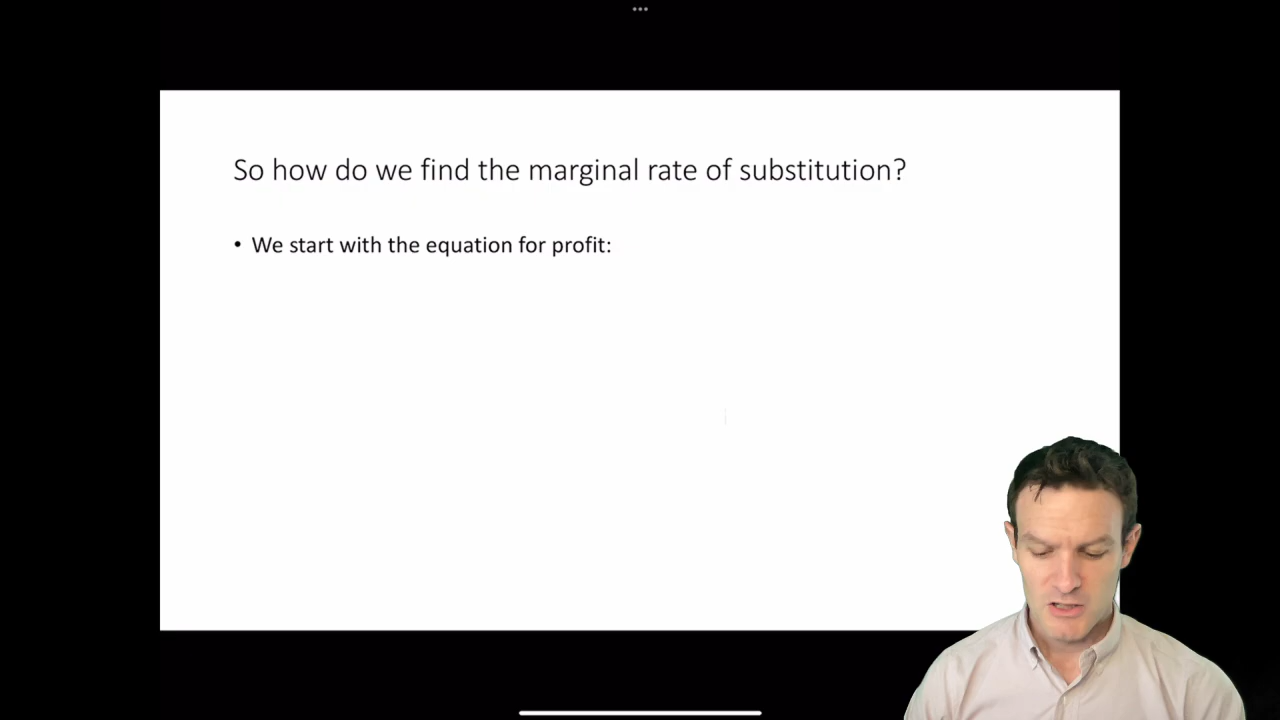 So how do we find the marginal rate of substitution?
• We start with the equation for profit: